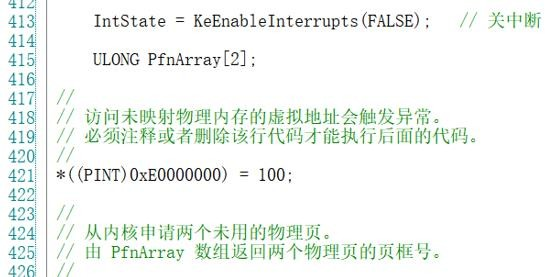 412
413 IntState = KeEnableInterrupts(FALSE); // 关中断
414
415 ULONG PfnArray[2];
416
417 //
418 // 访问未映射物理内存的虚拟地址会触发异常。
419 // 必须注释或者删除该行代码才能执行后面的代码。
420 //
421 *((PINT)0xE0000000) = 100;
422
423 //
424 // 从内核申请两个未用的物理页。
425 // 由 PfnArray 数组返回两个物理页的页框号。
426 //